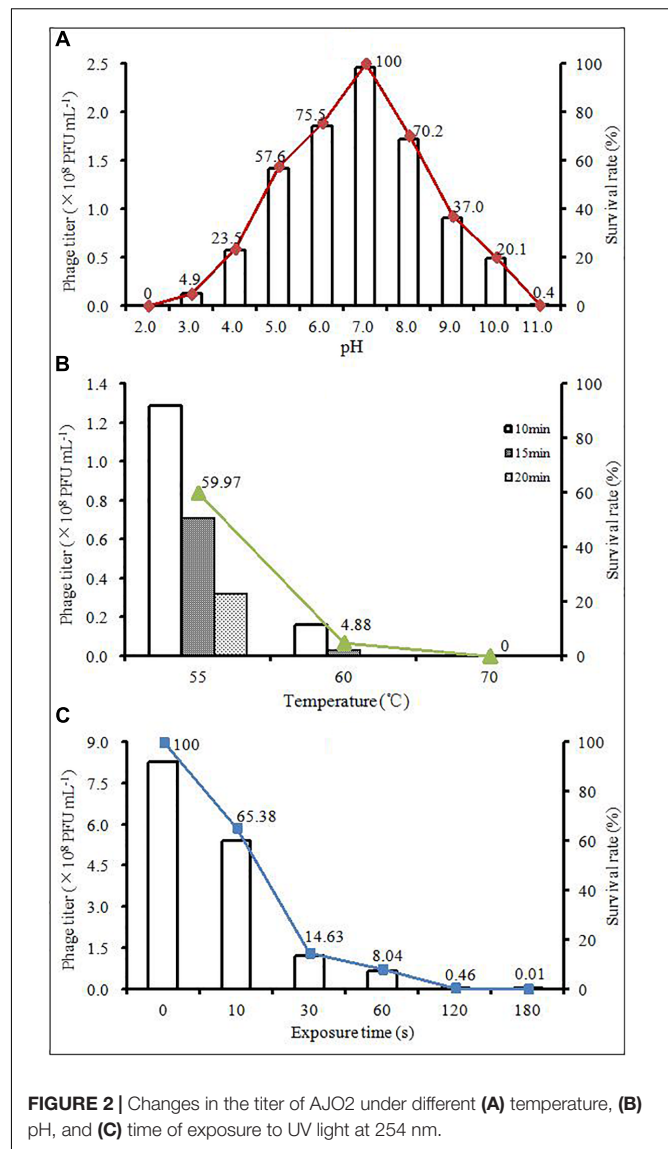 A
2.5
2.0
1.5
1.0
0.5
0.0
Phage titer (×10⁸ PFU mL⁻¹)
0
4.9
23.5
57.6
75.5
100
70.2
37.0
20.1
0.4
100
80
60
40
20
0
Survival rate (%)
2.0 3.0 4.0 5.0 6.0 7.0 8.0 9.0 10.0 11.0
pH
B
1.4
1.2
1.0
0.8
0.6
0.4
0.2
0.0
Phage titer (×10⁸ PFU mL⁻¹)
59.97
4.88
0
10min
15min
20min
100
80
60
40
20
0
Survival rate (%)
55 60 70
Temperature (℃)
C
9.0
7.5
6.0
4.5
3.0
1.5
0.0
Phage titer (×10⁸ PFU mL⁻¹)
100
65.38
14.63
8.04
0.46
0.01
100
80
60
40
20
0
Survival rate (%)
0 10 30 60 120 180
Exposure time (s)
FIGURE 2 | Changes in the titer of AJO2 under different (A) temperature, (B)
pH, and (C) time of exposure to UV light at 254 nm.